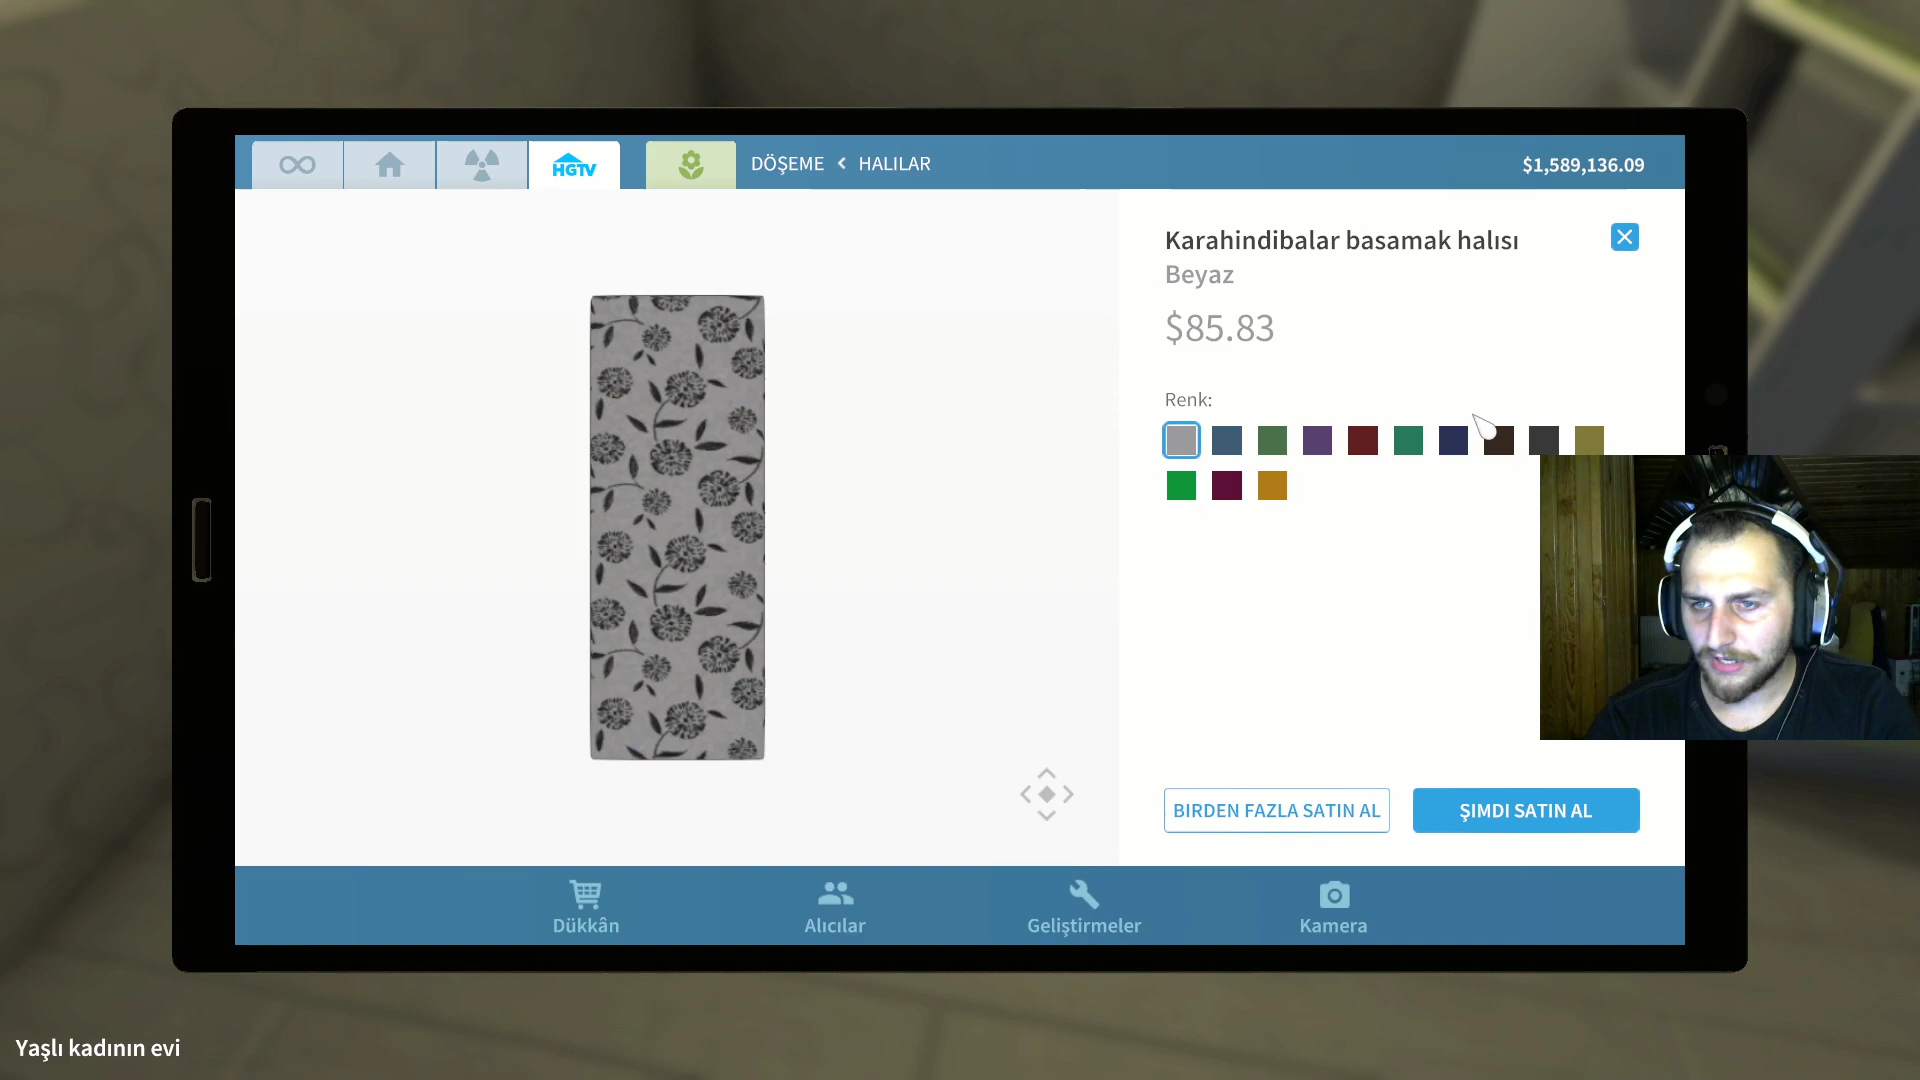 HGTV
DÖŞEME < HALILAR
$1,589,136.09
Karahindibalar basamak halısı
Beyaz
$85.83
Renk:
BIRDEN FAZLA SATIN AL
ŞIMDI SATIN AL
Dükkân
Alıcılar
Geliştirmeler
Kamera
Yaşlı kadının evi